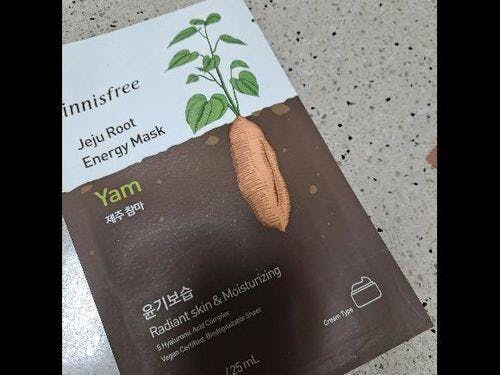 innisfree
Jeju Root
Energy Mask
Yam
제주 참마
윤기보습
Radiant skin & Moisturizing
5 Hyaluronic Acid Complex
Vegan Certified, Biodegradable Sheet
Cream Type
/ 25 mL